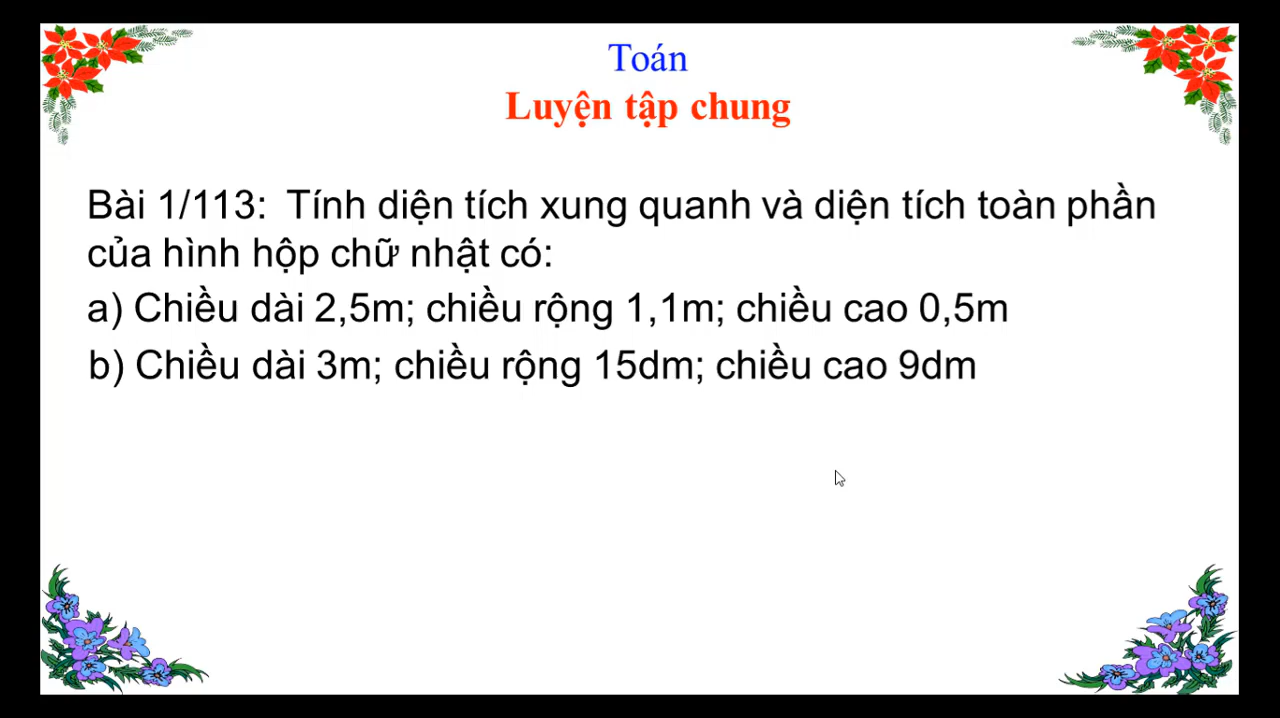 Toán
Luyện tập chung
Bài 1/113: Tính diện tích xung quanh và diện tích toàn phần
của hình hộp chữ nhật có:
a) Chiều dài 2,5m; chiều rộng 1,1m; chiều cao 0,5m
b) Chiều dài 3m; chiều rộng 15dm; chiều cao 9dm